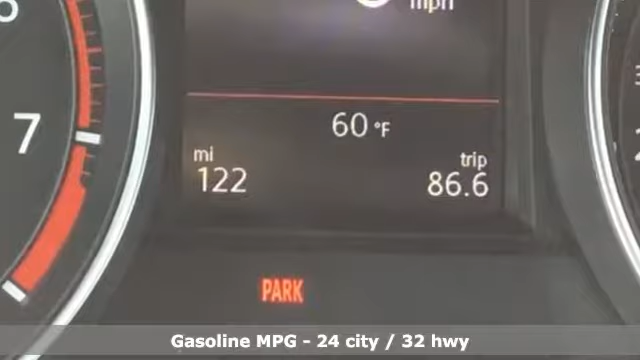 mph
7
60 °F
mi trip
122 86.6
PARK
Gasoline MPG - 24 city / 32 hwy